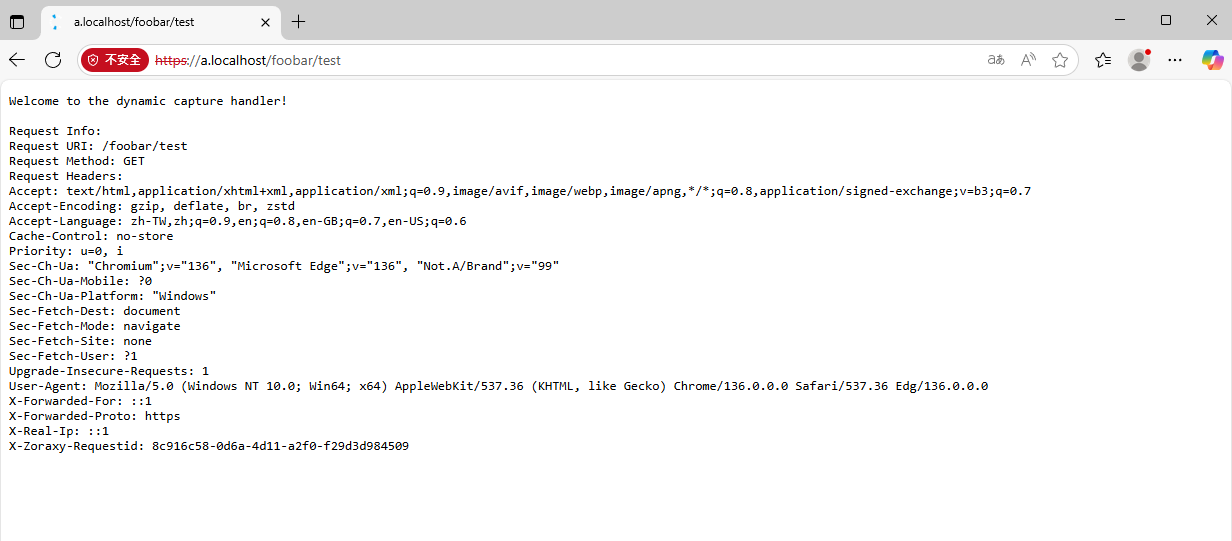 a.localhost/foobar/test
不安全 https://a.localhost/foobar/test
Welcome to the dynamic capture handler!
Request Info:
Request URI: /foobar/test
Request Method: GET
Request Headers:
Accept: text/html,application/xhtml+xml,application/xml;q=0.9,image/avif,image/webp,image/apng,*/*;q=0.8,application/signed-exchange;v=b3;q=0.7
Accept-Encoding: gzip, deflate, br, zstd
Accept-Language: zh-TW,zh;q=0.9,en;q=0.8,en-GB;q=0.7,en-US;q=0.6
Cache-Control: no-store
Priority: u=0, i
Sec-Ch-Ua: "Chromium";v="136", "Microsoft Edge";v="136", "Not.A/Brand";v="99"
Sec-Ch-Ua-Mobile: ?0
Sec-Ch-Ua-Platform: "Windows"
Sec-Fetch-Dest: document
Sec-Fetch-Mode: navigate
Sec-Fetch-Site: none
Sec-Fetch-User: ?1
Upgrade-Insecure-Requests: 1
User-Agent: Mozilla/5.0 (Windows NT 10.0; Win64; x64) AppleWebKit/537.36 (KHTML, like Gecko) Chrome/136.0.0.0 Safari/537.36 Edg/136.0.0.0
X-Forwarded-For: ::1
X-Forwarded-Proto: https
X-Real-Ip: ::1
X-Zoraxy-Requestid: 8c916c58-0d6a-4d11-a2f0-f29d3d984509